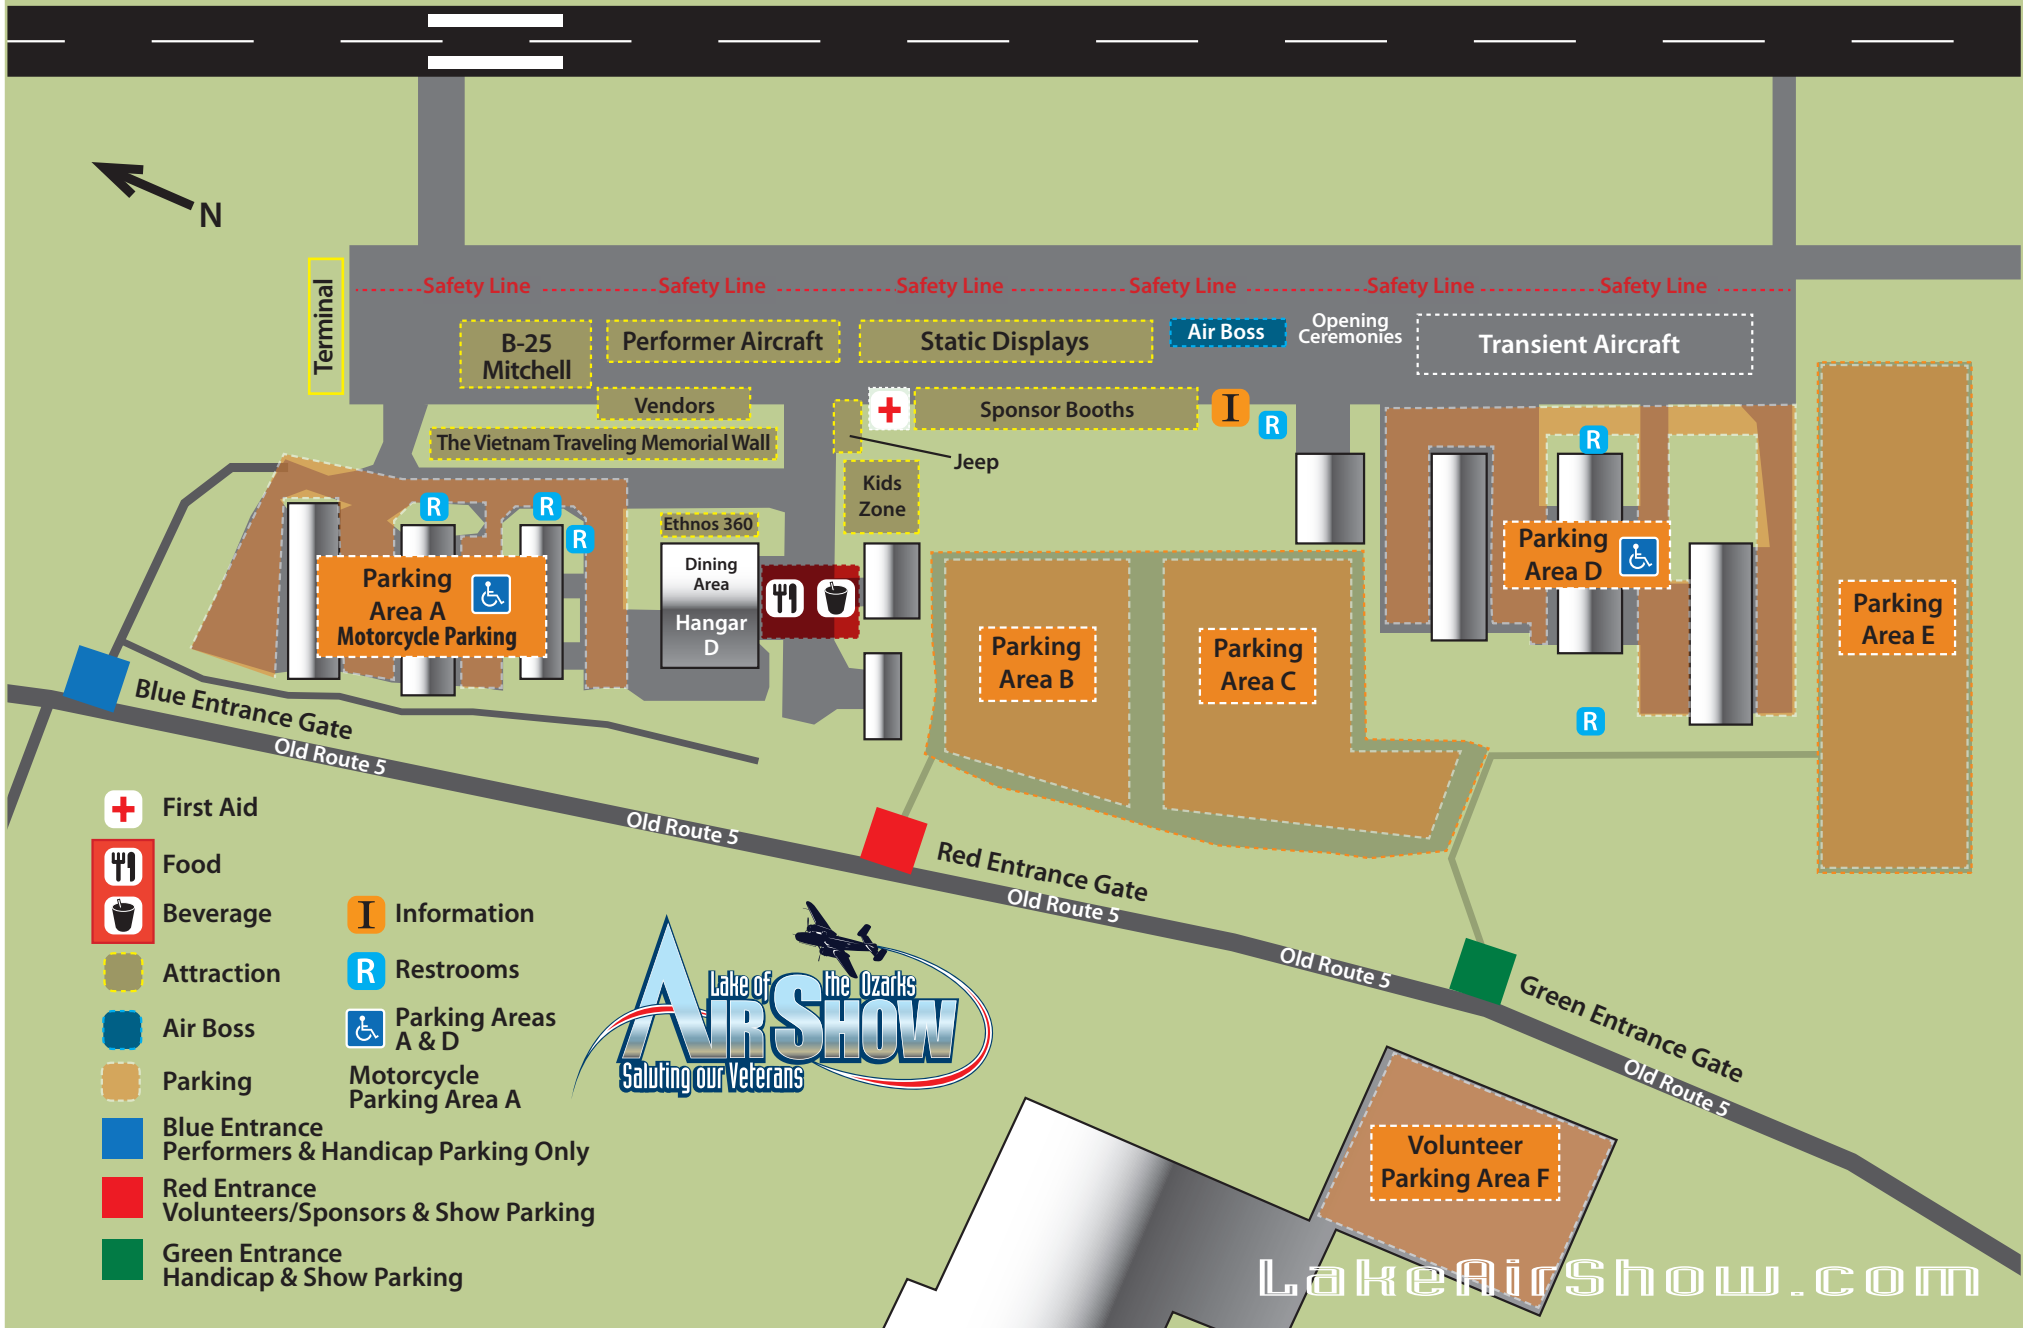 N
Terminal
Safety Line
Safety Line
Safety Line
Safety Line
Safety Line
Safety Line
B-25
Mitchell
Performer Aircraft
Static Displays
Air Boss
Opening
Ceremonies
Transient Aircraft
Vendors
Sponsor Booths
I
R
The Vietnam Traveling Memorial Wall
Jeep
Kids
Zone
R
R
R
R
Ethnos 360
Dining
Area
Hangar
D
Parking
Area A
Motorcycle Parking
Parking
Area D
Parking
Area B
Parking
Area C
Parking
Area E
R
Blue Entrance Gate
Old Route 5
Old Route 5
Red Entrance Gate
Old Route 5
Old Route 5
Green Entrance Gate
Old Route 5
First Aid
Food
Beverage
Attraction
Air Boss
Parking
Blue Entrance
Performers & Handicap Parking Only
Red Entrance
Volunteers/Sponsors & Show Parking
Green Entrance
Handicap & Show Parking
I Information
R Restrooms
Parking Areas
A & D
Motorcycle
Parking Area A
Lake of the Ozarks
Air Show
Saluting our Veterans
Volunteer
Parking Area F
LakeAirShow.com